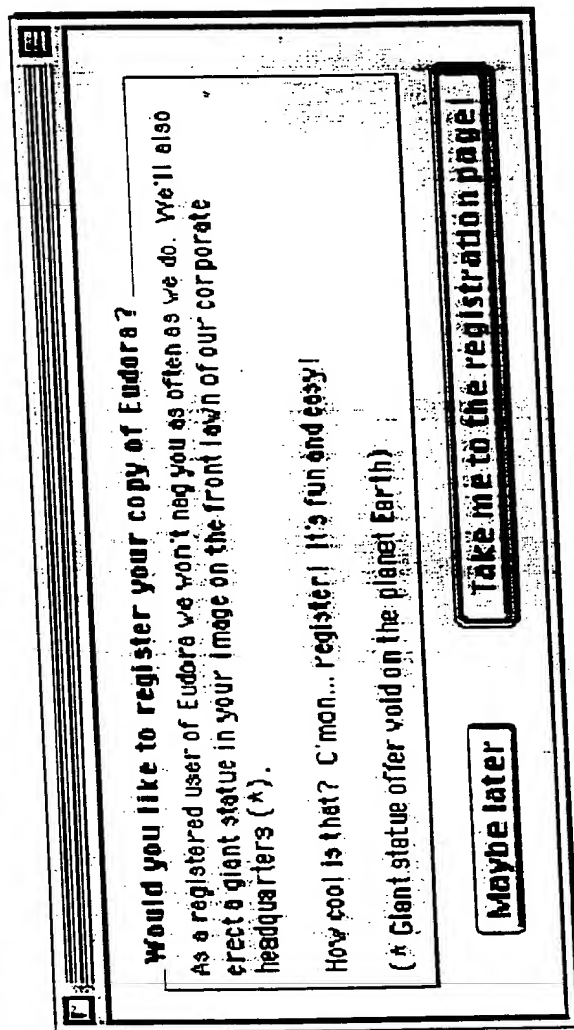 Would you like to register your copy of Eudora?
As a registered user of Eudora we won't nag you as often as we do. We'll also
erect a giant statue in your image on the front lawn of our corporate
headquarters (*).
How cool is that? C'mon... register! It's fun and easy!
(* Giant statue offer void on the planet Earth)
Maybe later
Take me to the registration page!